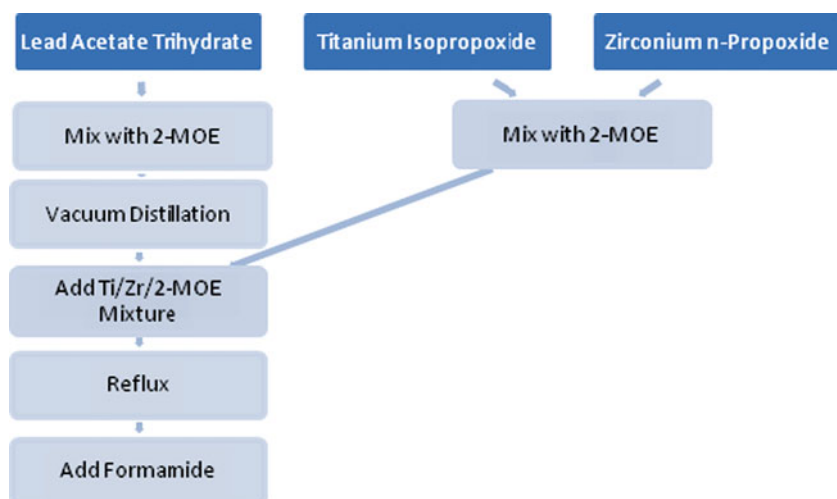 Lead Acetate Trihydrate
Titanium Isopropoxide
Zirconium n-Propoxide
Mix with 2-MOE
Mix with 2-MOE
Vacuum Distillation
Add Ti/Zr/2-MOE
Mixture
Reflux
Add Formamide